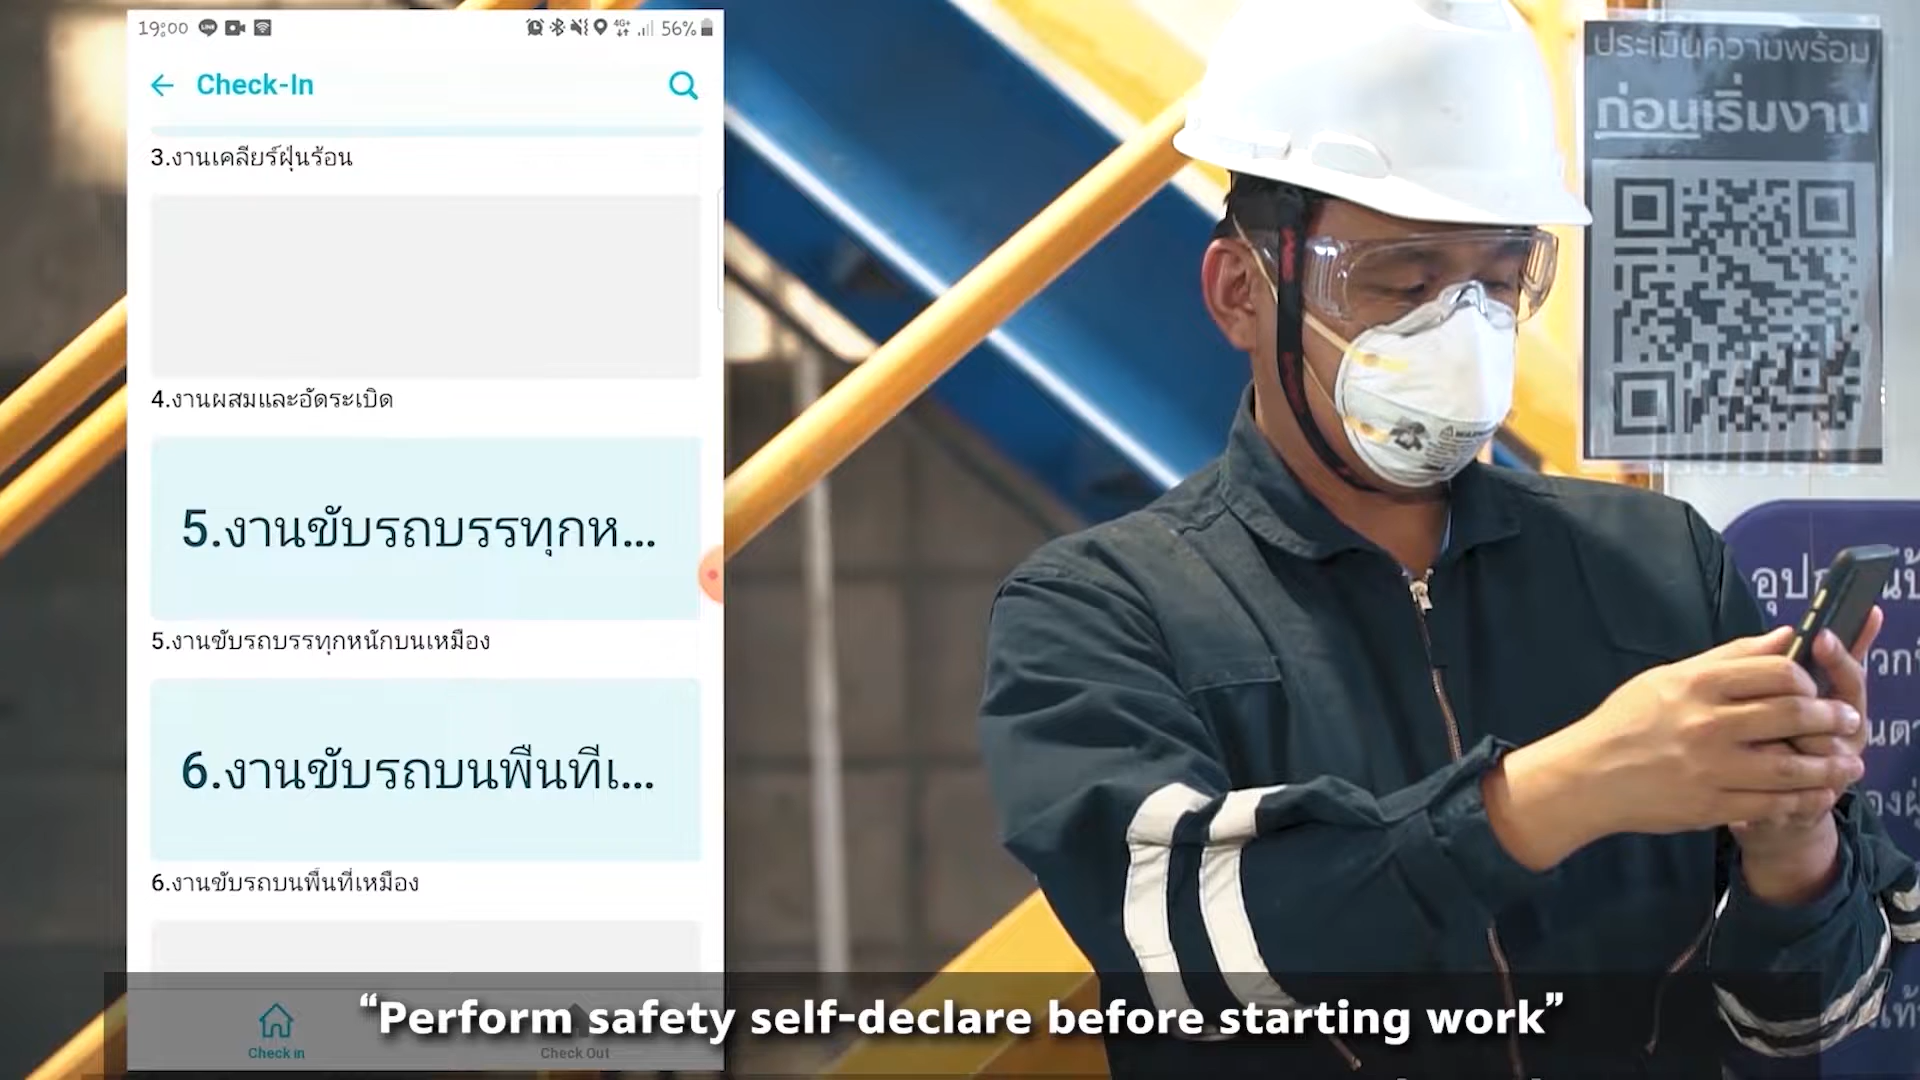 19:00
4G+ 56%
Check-In
3.งานเคลียร์ฝุ่นร้อน
4.งานผสมและอัดระเบิด
5.งานขับรถบรรทุกห...
5.งานขับรถบรรทุกหนักบนเหมือง
6.งานขับรถบนพื้นที่เ...
6.งานขับรถบนพื้นที่เหมือง
Check in
Check Out
ประเมินความพร้อม
ก่อนเริ่มงาน
“Perform safety self-declare before starting work”